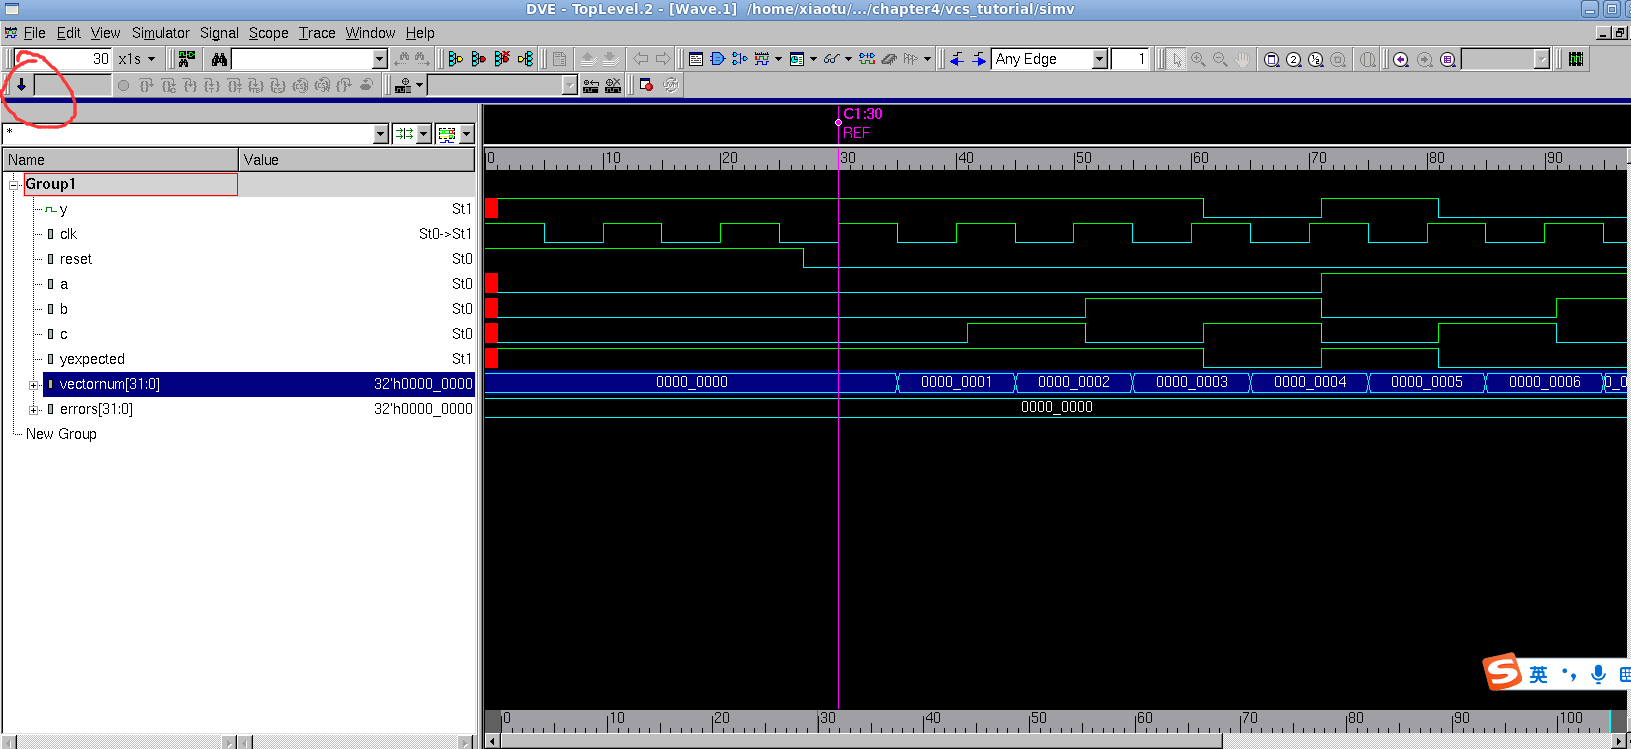 DVE - TopLevel.2 - [Wave.1] /home/xiaotu/.../chapter4/vcs_tutorial/simv
File Edit View Simulator Signal Scope Trace Window Help
30 x1s Any Edge 1
C1:30
REF
*
Name Value
0 10 20 30 40 50 60 70 80 90
Group1
y St1
clk St0->St1
reset St0
a St0
b St0
c St0
yexpected St1
vectornum[31:0] 32'h0000_0000 0000_0000 0000_0001 0000_0002 0000_0003 0000_0004 0000_0005 0000_0006
errors[31:0] 32'h0000_0000 0000_0000
New Group
英
0 10 20 30 40 50 60 70 80 90 100